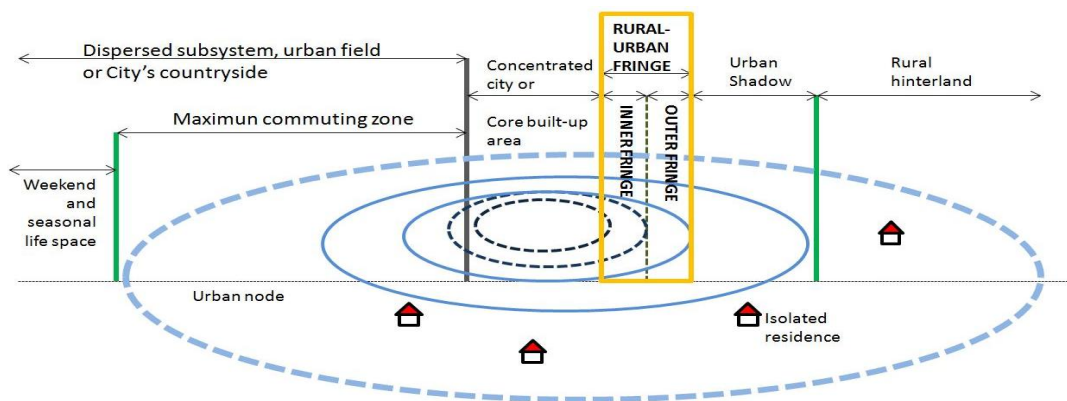 Dispersed subsystem, urban field
or City's countryside
Maximun commuting zone
Weekend
and
seasonal
life space
Urban node
Concentrated
city or
Core built-up
area
RURAL-
URBAN
FRINGE
INNER FRINGE
OUTER FRINGE
Urban
Shadow
Rural
hinterland
Isolated
residence